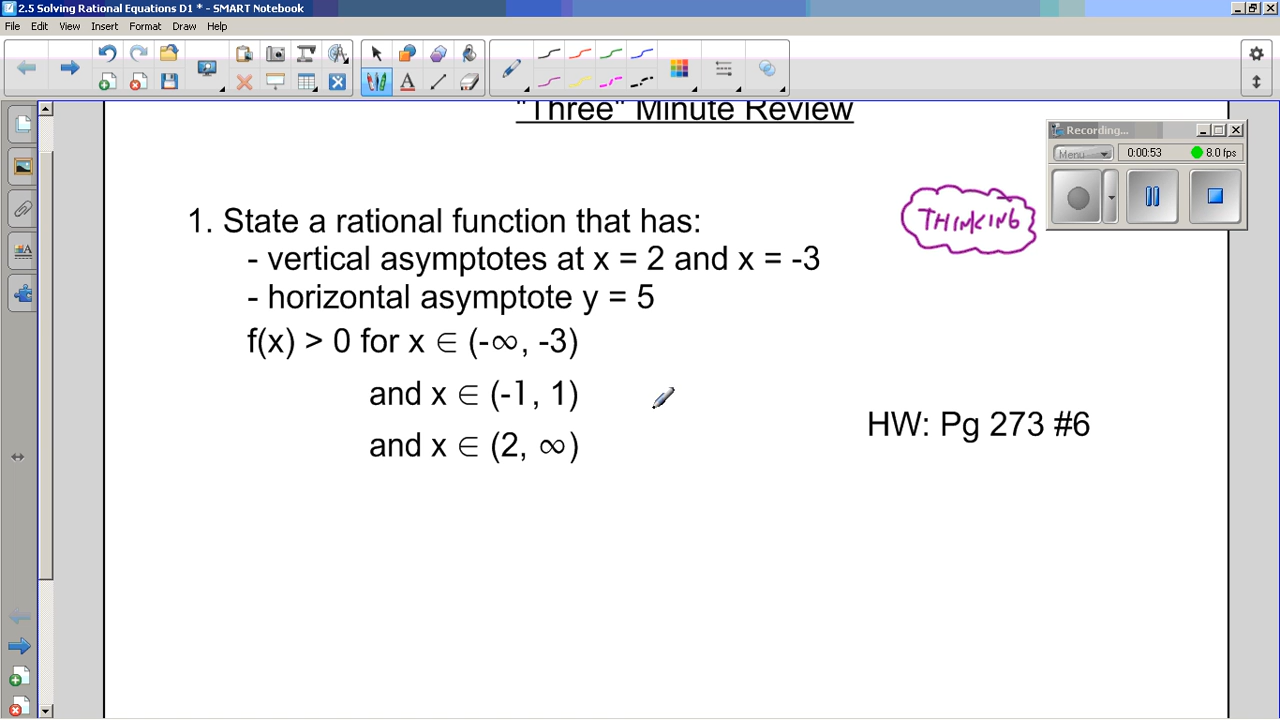 2.5 Solving Rational Equations D1 * - SMART Notebook
File Edit View Insert Format Draw Help
"Three" Minute Review
Recording...
Menu 0:00:53 8.0 fps
THINKING
1. State a rational function that has:
- vertical asymptotes at x = 2 and x = -3
- horizontal asymptote y = 5
f(x) > 0 for x ∈ (-∞, -3)
and x ∈ (-1, 1)
and x ∈ (2, ∞)
HW: Pg 273 #6